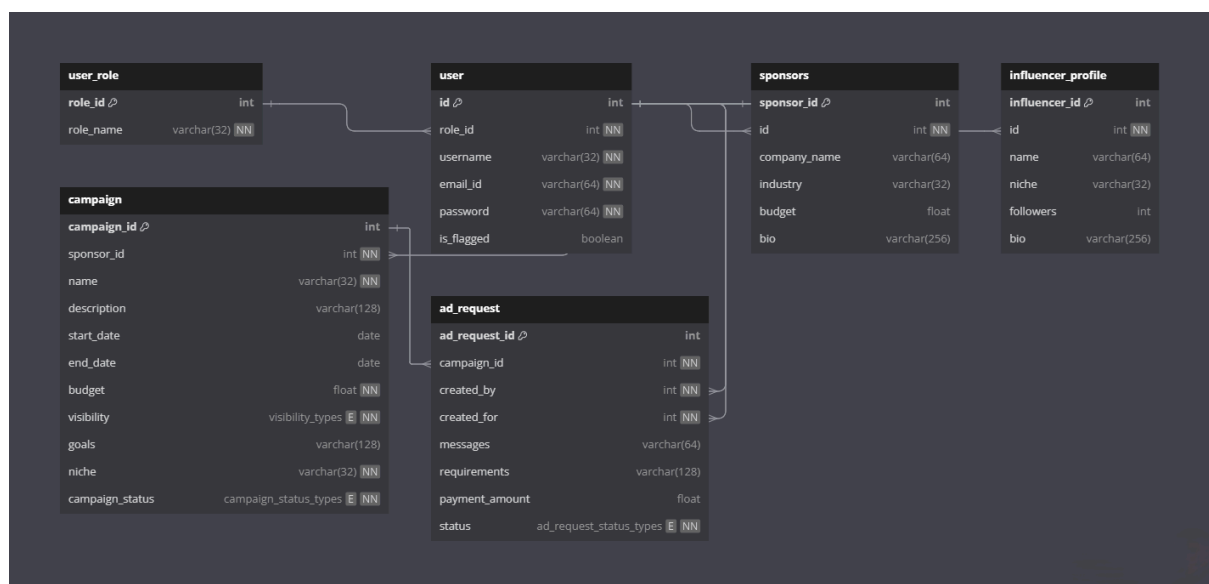 user_role
role_id int
role_name varchar(32) NN
user
id int
role_id int NN
username varchar(32) NN
email_id varchar(64) NN
password varchar(64) NN
is_flagged boolean
sponsors
sponsor_id int
id int NN
company_name varchar(64)
industry varchar(32)
budget float
bio varchar(256)
influencer_profile
influencer_id int
id int NN
name varchar(64)
niche varchar(32)
followers int
bio varchar(256)
campaign
campaign_id int
sponsor_id int NN
name varchar(32) NN
description varchar(128)
start_date date
end_date date
budget float NN
visibility visibility_types E NN
goals varchar(128)
niche varchar(32) NN
campaign_status campaign_status_types E NN
ad_request
ad_request_id int
campaign_id int NN
created_by int NN
created_for int NN
messages varchar(64)
requirements varchar(128)
payment_amount float
status ad_request_status_types E NN